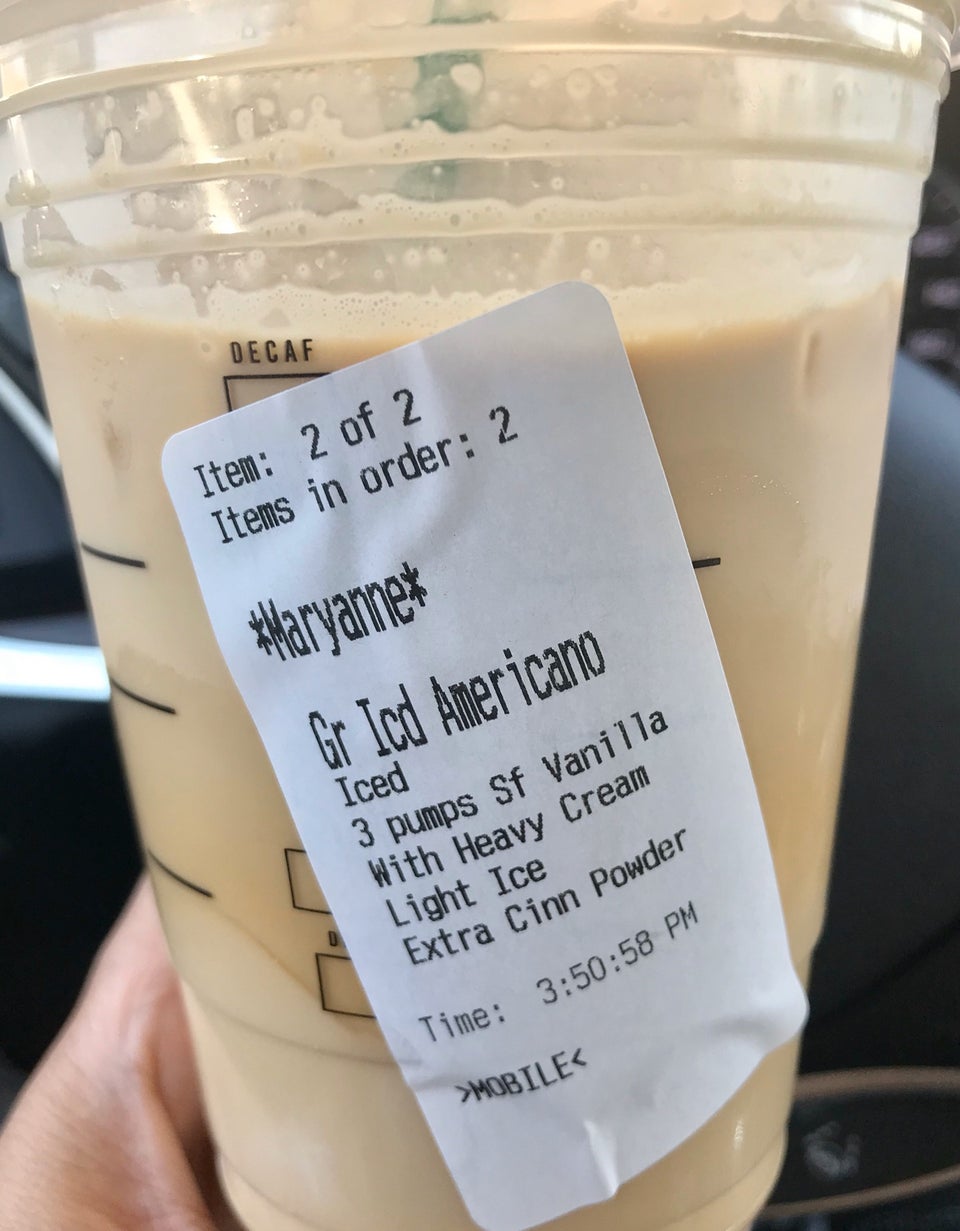 DECAF
Item: 2 of 2
Items in order: 2
*Maryanne*
Gr Icd Americano
Iced
3 pumps Sf Vanilla
With Heavy Cream
Light Ice
Extra Cinn Powder
Time: 3:50:58 PM
>MOBILE<